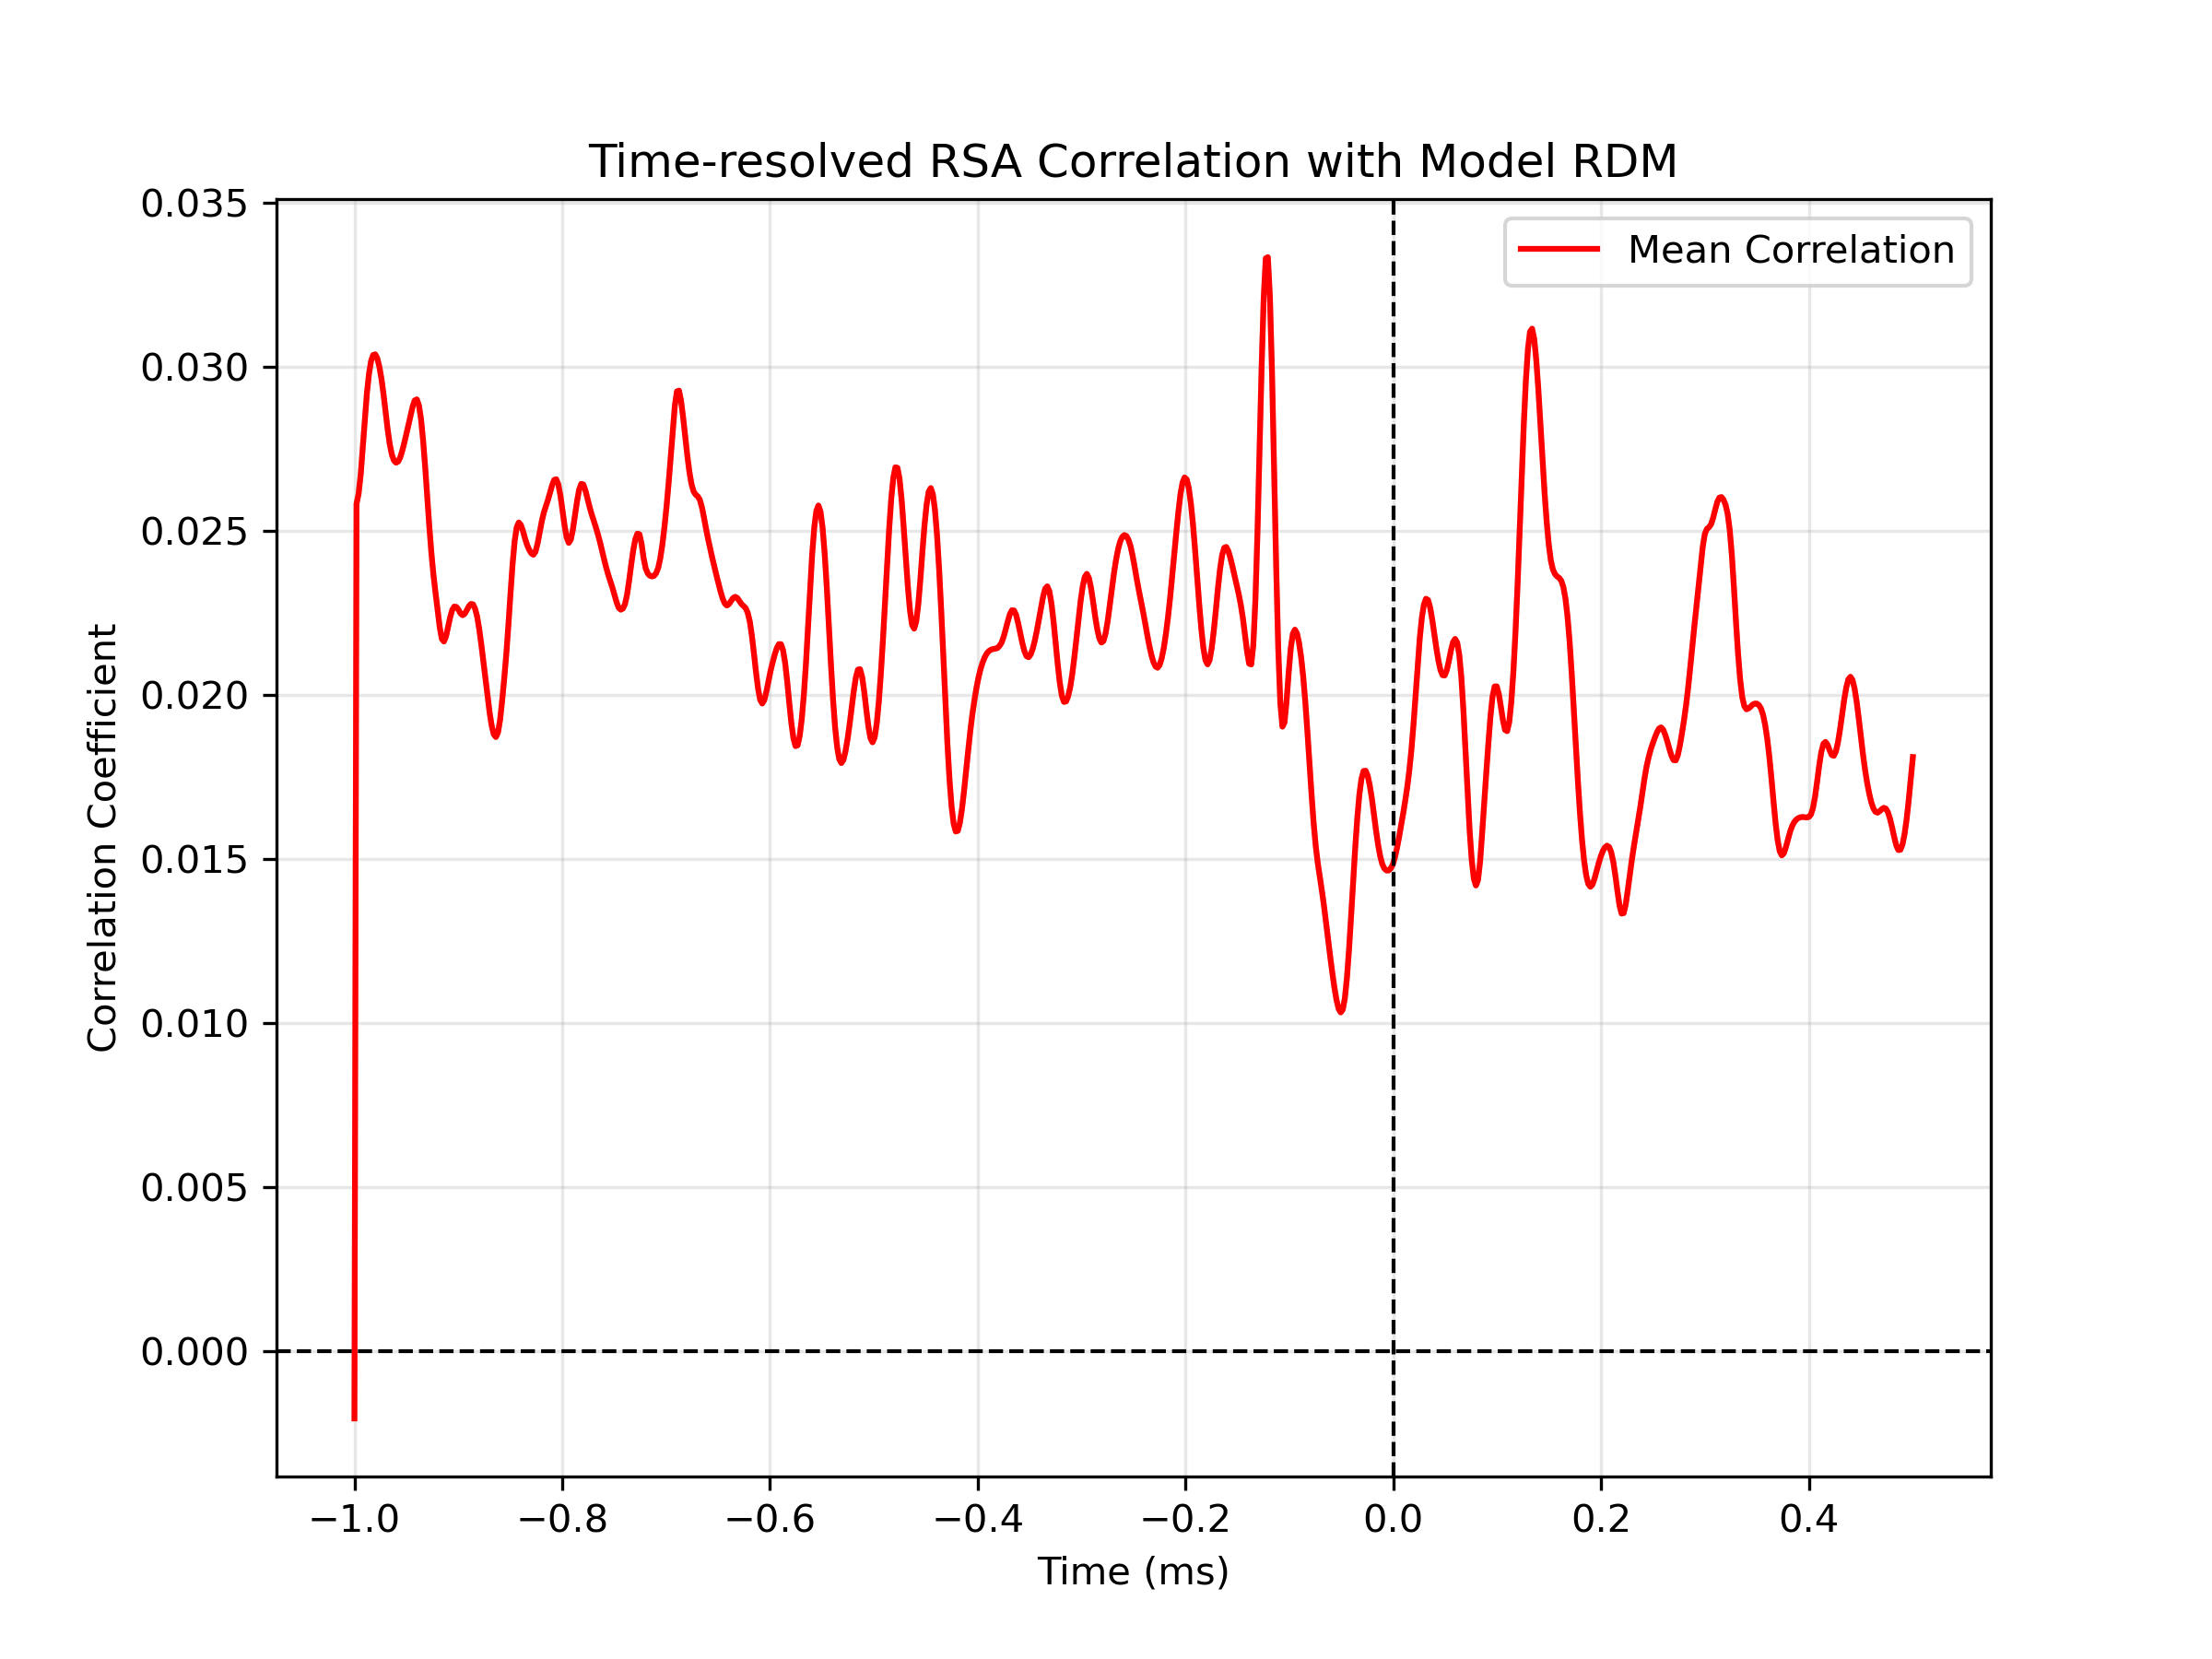 Time-resolved RSA Correlation with Model RDM
Mean Correlation
Correlation Coefficient
0.035
0.030
0.025
0.020
0.015
0.010
0.005
0.000
−1.0 −0.8 −0.6 −0.4 −0.2 0.0 0.2 0.4
Time (ms)